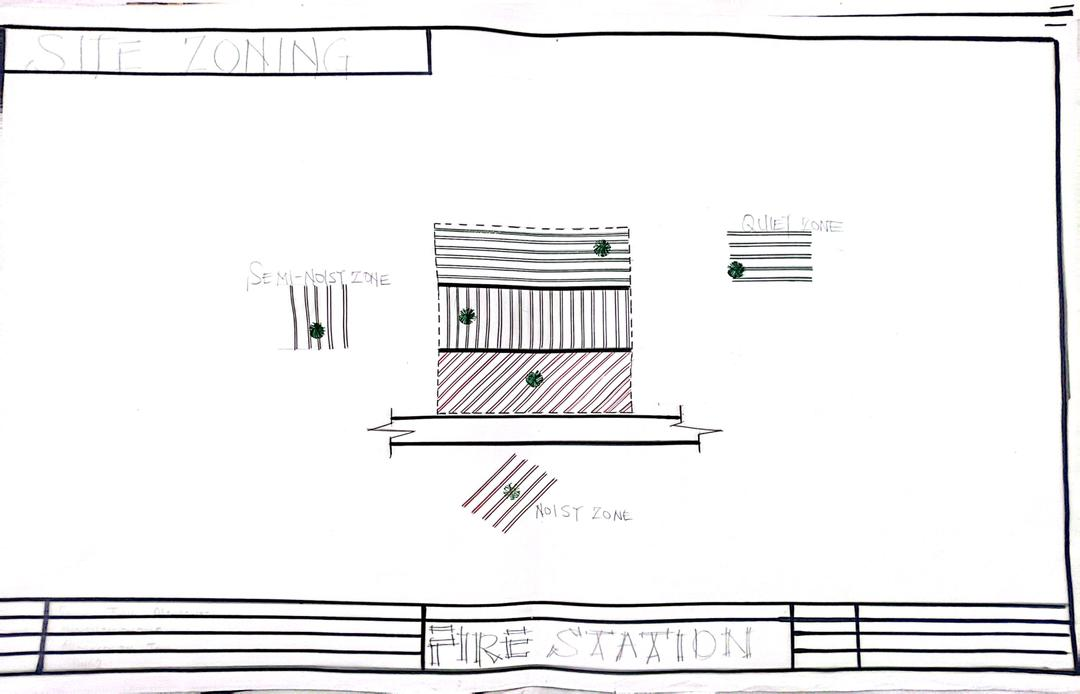 SITE ZONING
QUIET ZONE
SEMI-NOISY ZONE
NOISY ZONE
FIRE STATION